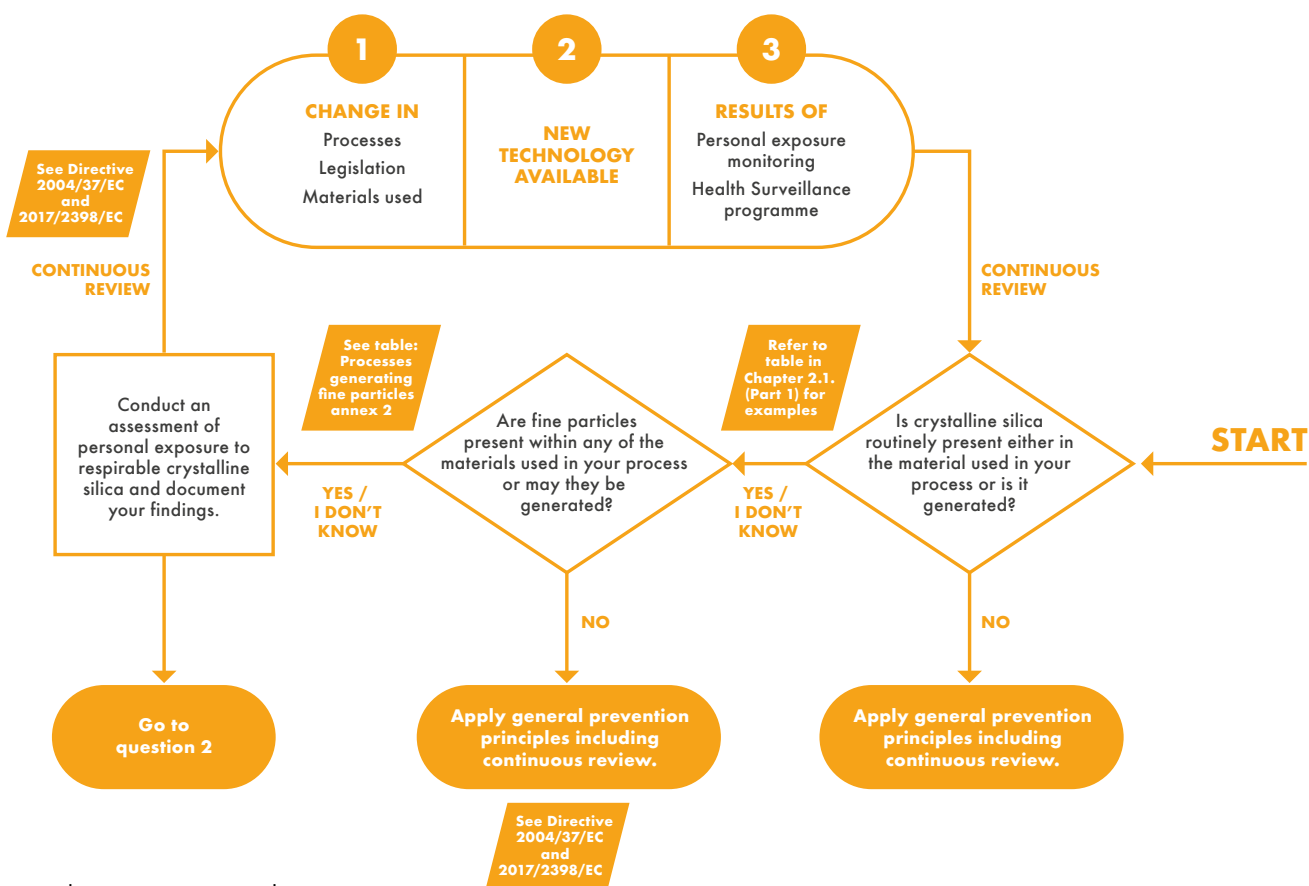 1
CHANGE IN
Processes
Legislation
Materials used
2
NEW
TECHNOLOGY
AVAILABLE
3
RESULTS OF
Personal exposure
monitoring
Health Surveillance
programme
See Directive
2004/37/EC
and
2017/2398/EC
CONTINUOUS
REVIEW
CONTINUOUS
REVIEW
START
Is crystalline silica
routinely present either in
the material used in your
process or is it
generated?
Refer to
table in
Chapter 2.1.
(Part 1) for
examples
YES /
I DON'T
KNOW
NO
Apply general prevention
principles including
continuous review.
Are fine particles
present within any of the
materials used in your process
or may they be
generated?
See table:
Processes
generating
fine particles
annex 2
YES /
I DON'T
KNOW
NO
Apply general prevention
principles including
continuous review.
See Directive
2004/37/EC
and
2017/2398/EC
Conduct an
assessment of
personal exposure to
respirable crystalline
silica and document
your findings.
Go to
question 2